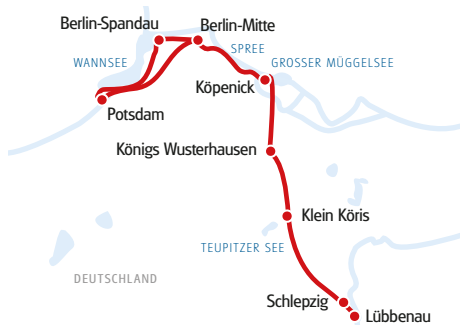 Berlin-Spandau
Berlin-Mitte
SPREE
WANNSEE
GROSSER MÜGGELSEE
Köpenick
Potsdam
Königs Wusterhausen
Klein Köris
TEUPITZER SEE
DEUTSCHLAND
Schlepzig
Lübbenau